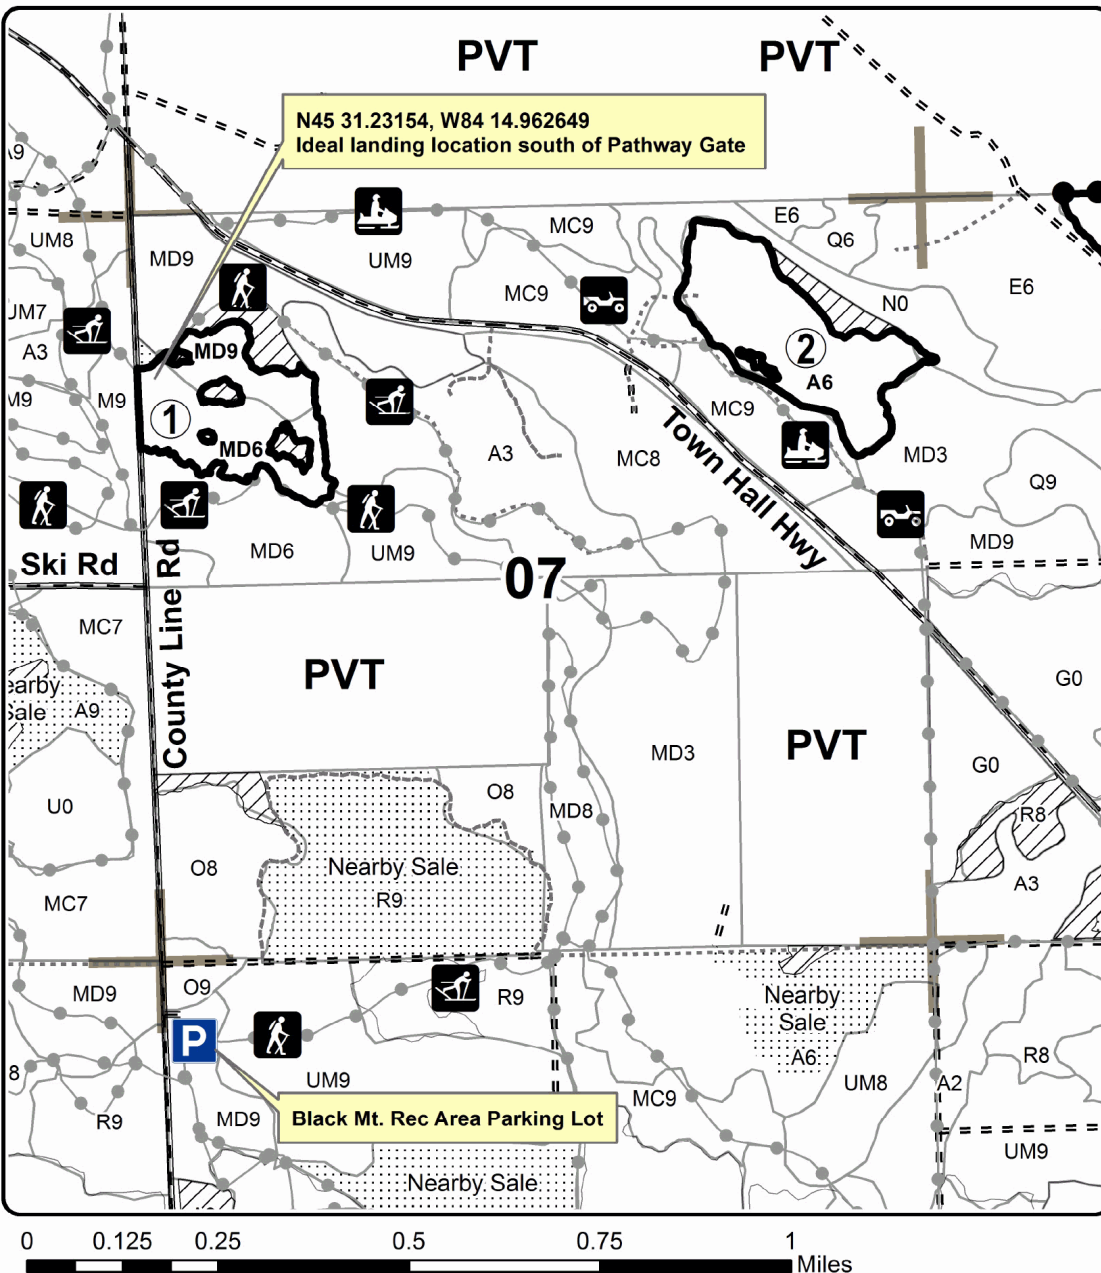 PVT
PVT
N45 31.23154, W84 14.962649
Ideal landing location south of Pathway Gate
A9
E6
MC9
Q6
UM8
MD9
UM9
E6
MC9
N0
UM7
2
A3
MD9
A6
M9
M9
1
MC9
Town Hall Hwy
MD6
A3
MC8
MD3
Q9
MD6
UM9
MD9
Ski Rd
07
County Line Rd
MC7
PVT
G0
earby
Sale
A9
PVT
MD3
G0
O8
U0
MD8
R8
Nearby Sale
O8
R9
A3
MC7
MD9
O9
R9
Nearby
Sale
A6
P
R8
8
UM9
UM8
A2
MC9
R9
MD9
Black Mt. Rec Area Parking Lot
UM9
Nearby Sale
0 0.125 0.25 0.5 0.75 1
Miles